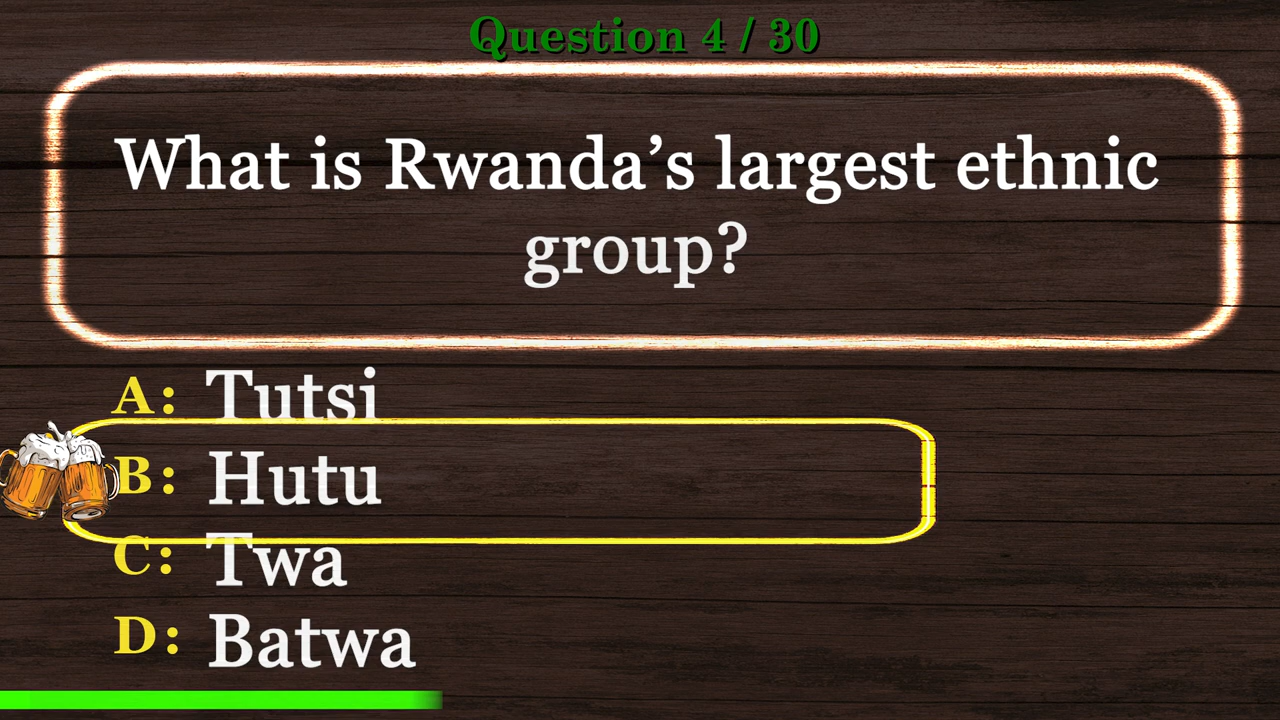 Question 4 / 30
What is Rwanda’s largest ethnic
group?
A: Tutsi
B: Hutu
C: Twa
D: Batwa